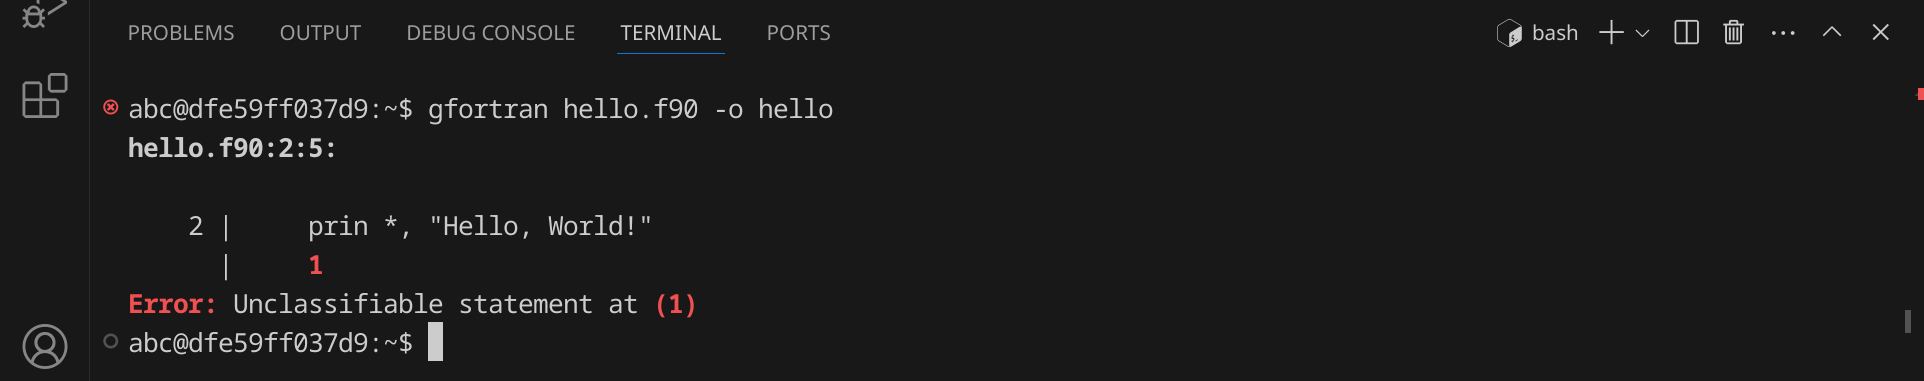 PROBLEMS OUTPUT DEBUG CONSOLE TERMINAL PORTS bash
abc@dfe59ff037d9:~$ gfortran hello.f90 -o hello
hello.f90:2:5:
2 |     prin *, "Hello, World!"
|     1
Error: Unclassifiable statement at (1)
abc@dfe59ff037d9:~$